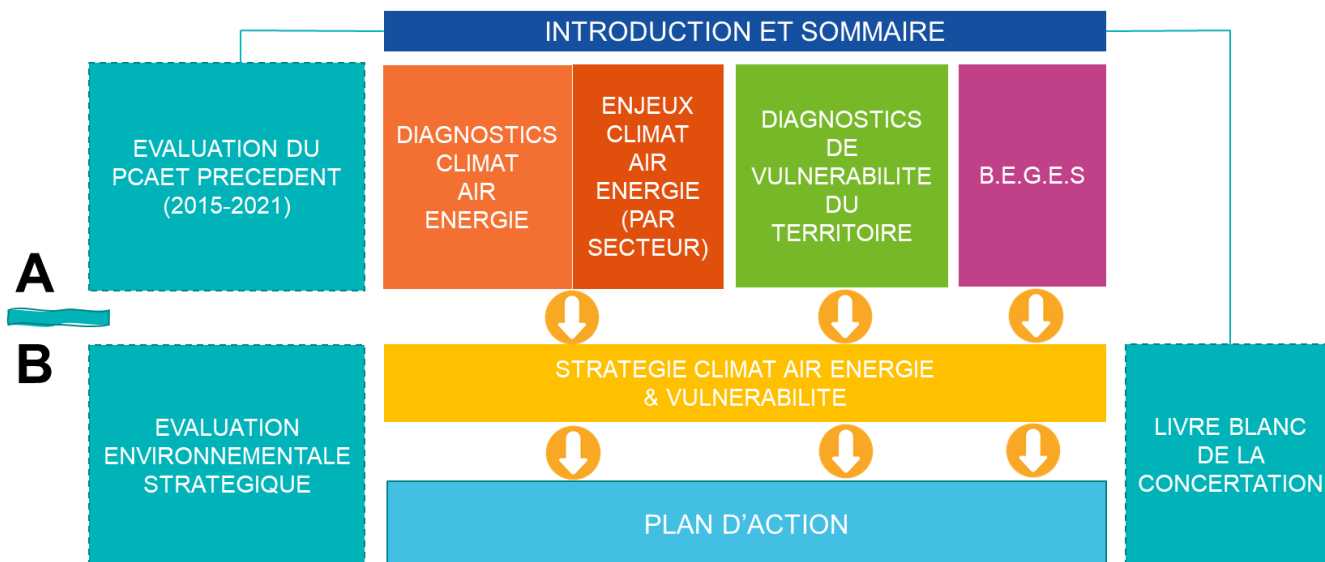 INTRODUCTION ET SOMMAIRE
EVALUATION DU
PCAET PRECEDENT
(2015-2021)
DIAGNOSTICS
CLIMAT
AIR
ENERGIE
ENJEUX
CLIMAT
AIR
ENERGIE
(PAR
SECTEUR)
DIAGNOSTICS
DE
VULNERABILITE
DU
TERRITOIRE
B.E.G.E.S
A
B
EVALUATION
ENVIRONNEMENTALE
STRATEGIQUE
STRATEGIE CLIMAT AIR ENERGIE
& VULNERABILITE
PLAN D’ACTION
LIVRE BLANC
DE LA
CONCERTATION